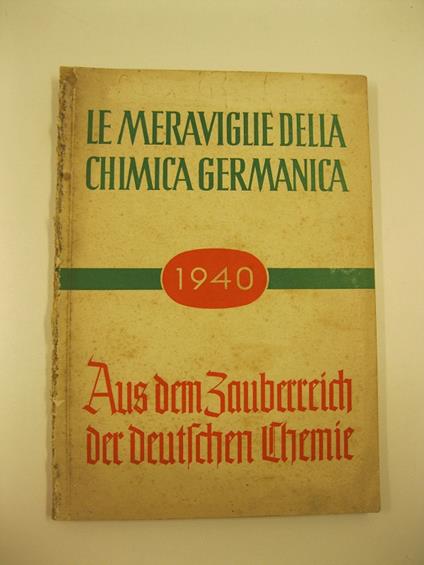 LE MERAVIGLIE DELLA
CHIMICA GERMANICA
1940
Aus dem Zauberreich
der deutſchen Chemie